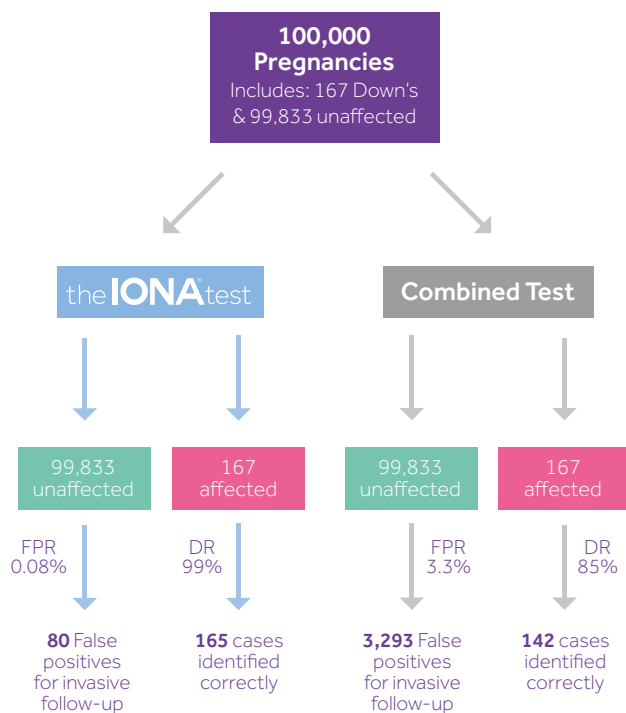 100,000
Pregnancies
Includes: 167 Down's
& 99,833 unaffected
the IONA® test
Combined Test
99,833
unaffected
167
affected
99,833
unaffected
167
affected
FPR
0.08%
DR
99%
FPR
3.3%
DR
85%
80 False
positives
for invasive
follow-up
165 cases
identified
correctly
3,293 False
positives
for invasive
follow-up
142 cases
identified
correctly